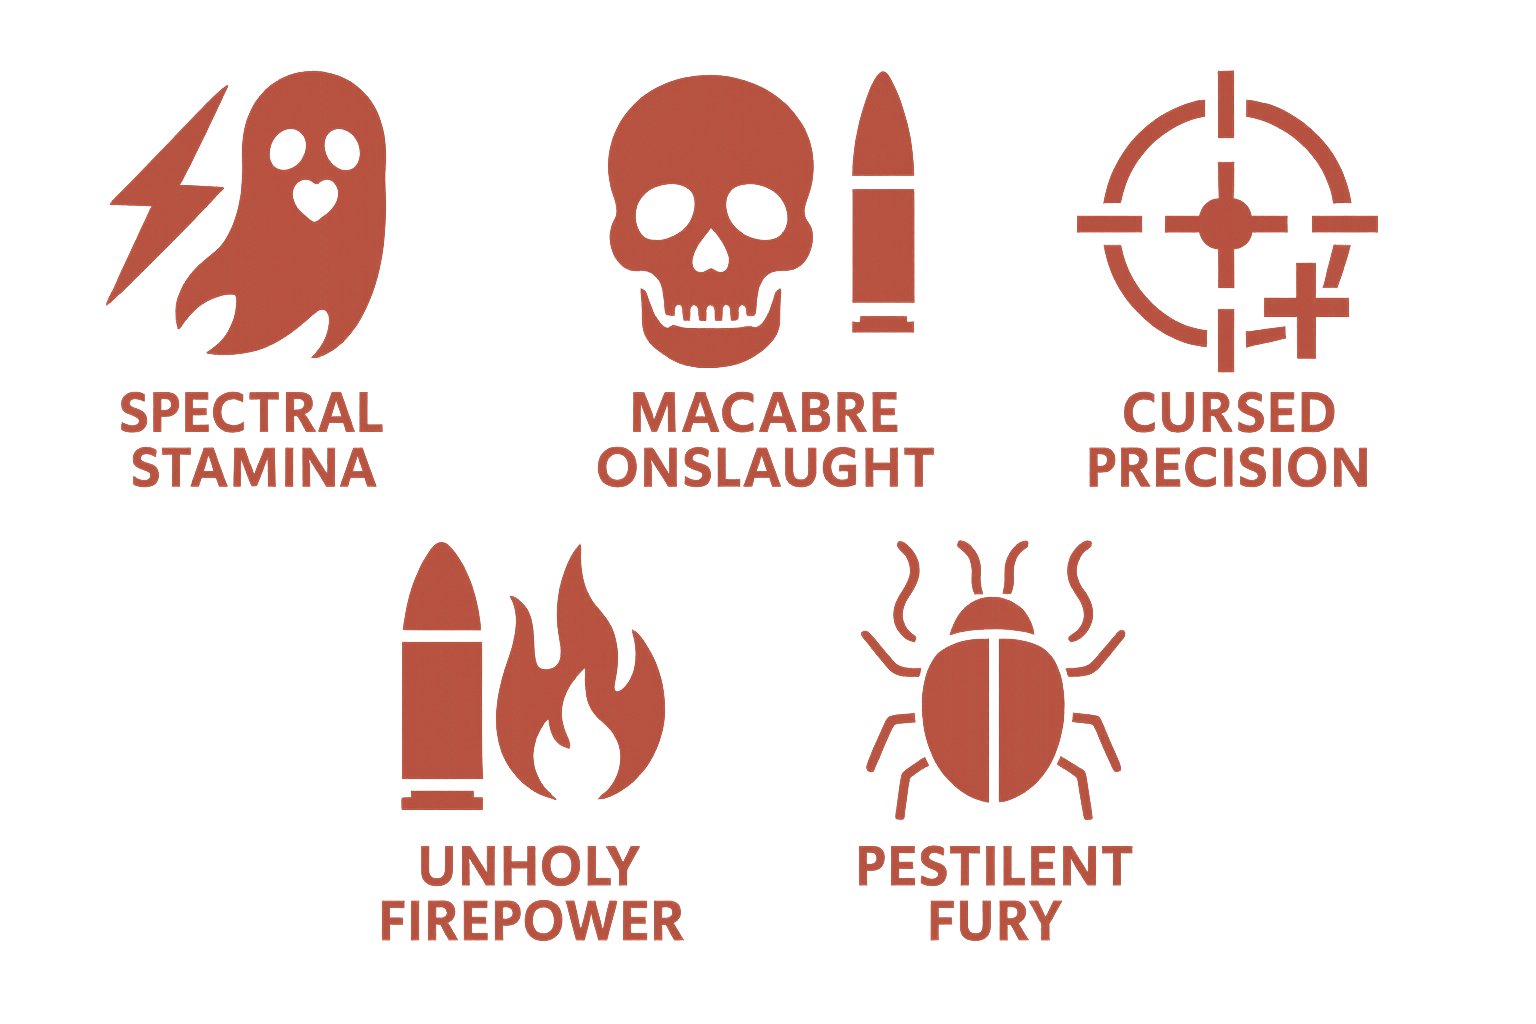 SPECTRAL
STAMINA
MACABRE
ONSLAUGHT
CURSED
PRECISION
UNHOLY
FIREPOWER
PESTILENT
FURY